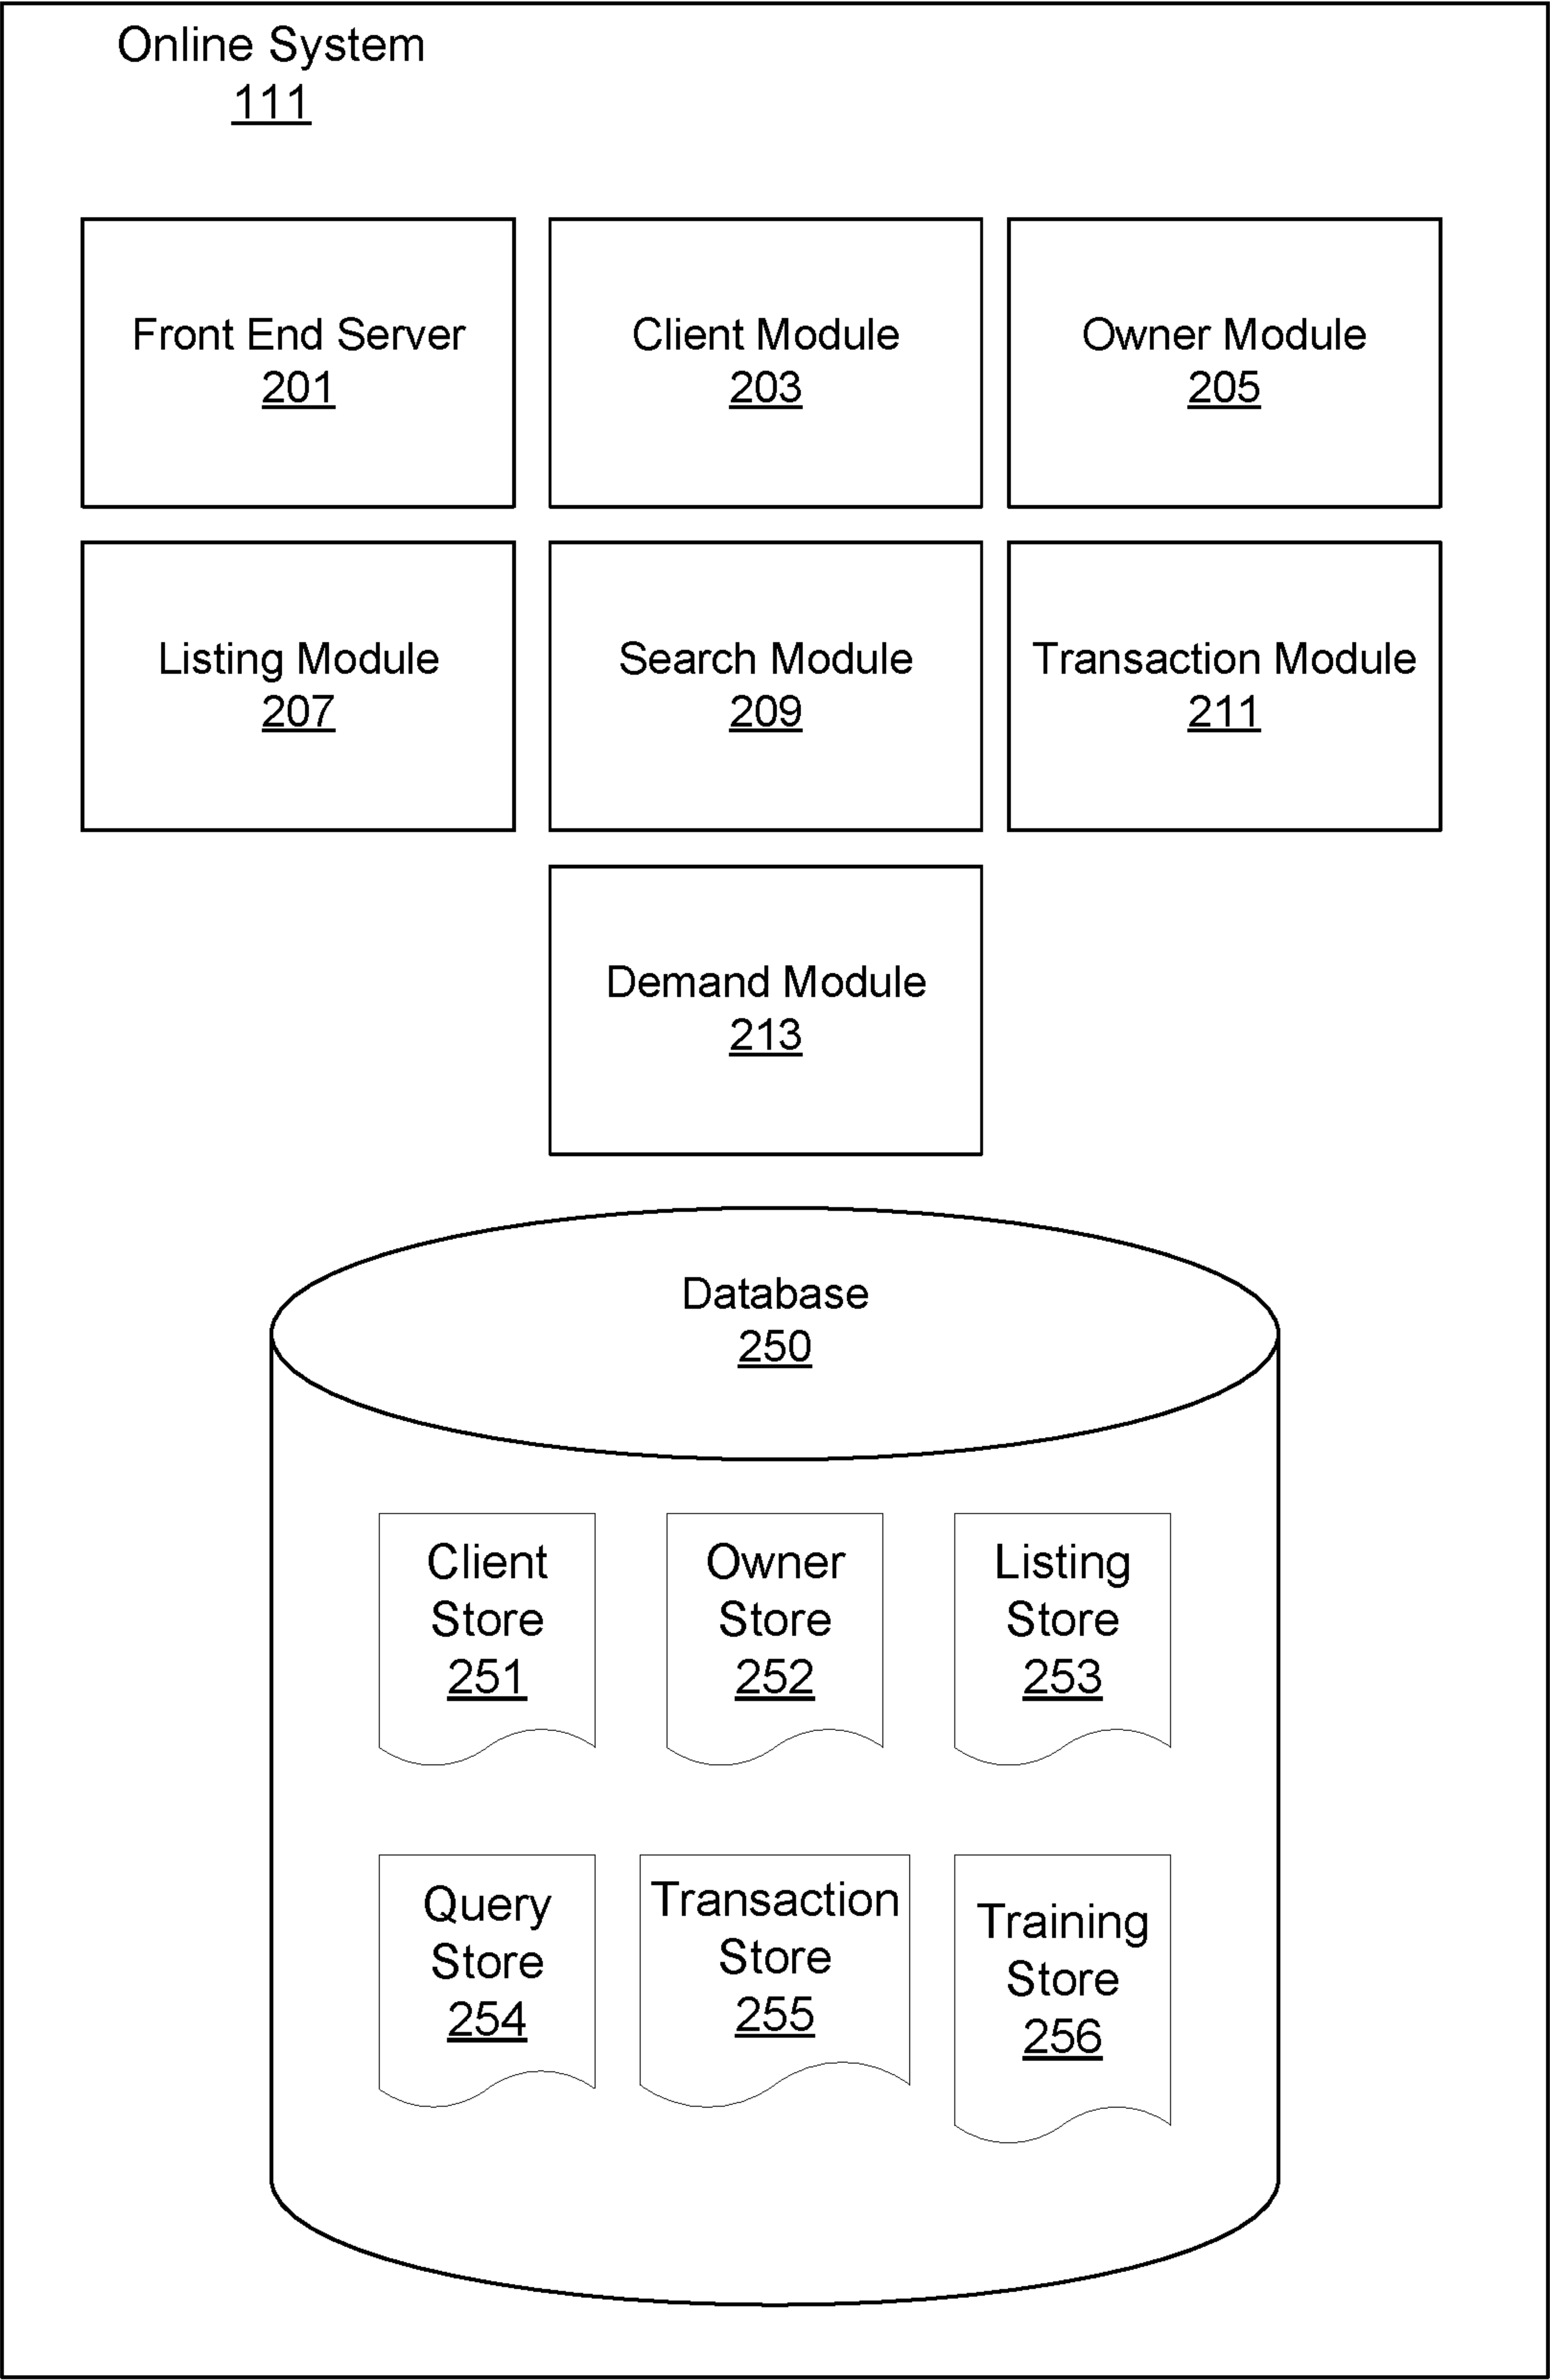 Online System
111
Front End Server
201
Client Module
203
Owner Module
205
Listing Module
207
Search Module
209
Transaction Module
211
Demand Module
213
Database
250
Client
Store
251
Owner
Store
252
Listing
Store
253
Query
Store
254
Transaction
Store
255
Training
Store
256